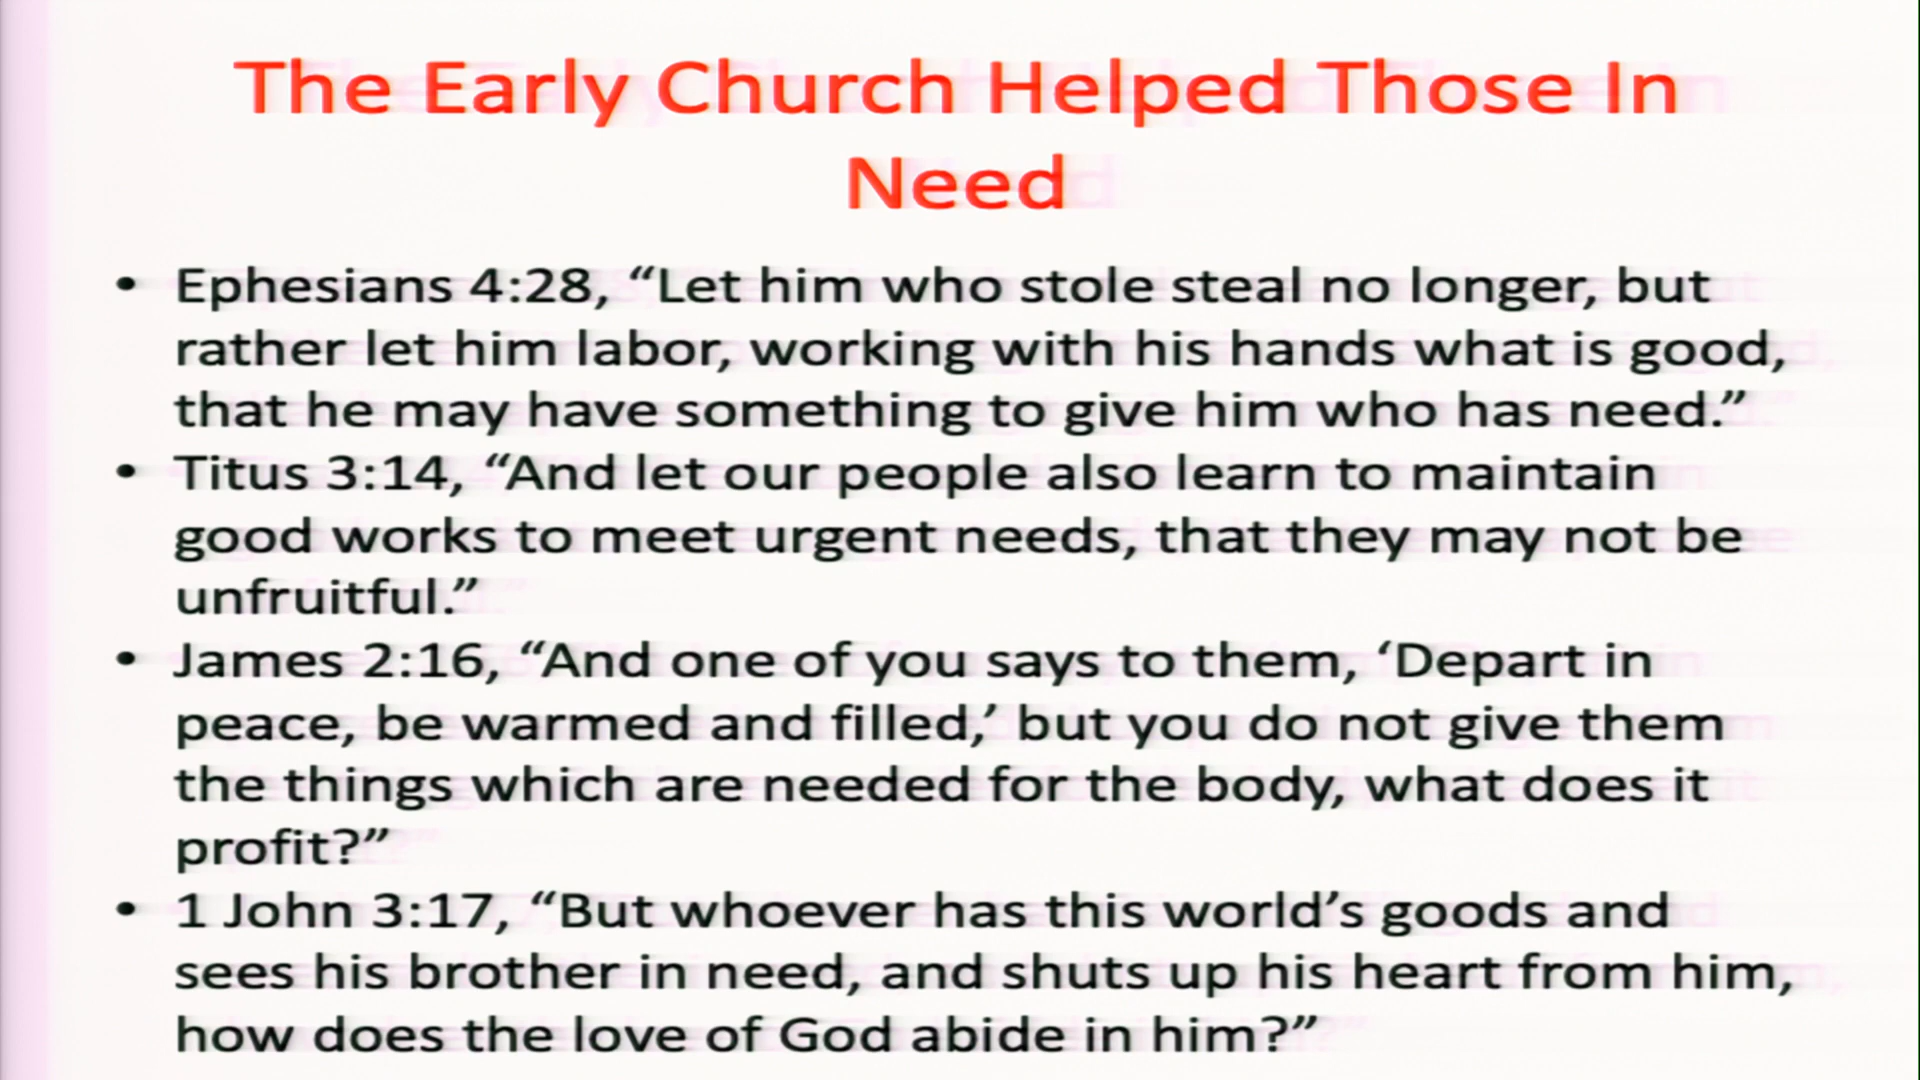 The Early Church Helped Those In
Need
• Ephesians 4:28, “Let him who stole steal no longer, but
rather let him labor, working with his hands what is good,
that he may have something to give him who has need.”
• Titus 3:14, “And let our people also learn to maintain
good works to meet urgent needs, that they may not be
unfruitful.”
• James 2:16, “And one of you says to them, ‘Depart in
peace, be warmed and filled,’ but you do not give them
the things which are needed for the body, what does it
profit?”
• 1 John 3:17, “But whoever has this world’s goods and
sees his brother in need, and shuts up his heart from him,
how does the love of God abide in him?”